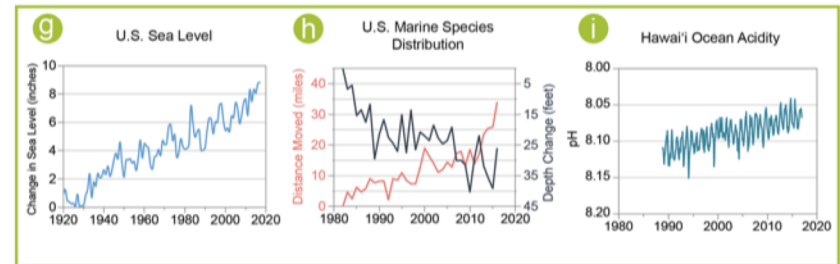 g
U.S. Sea Level
Change in Sea Level (inches)
10
8
6
4
2
0
1920 1940 1960 1980 2000 2020
h
U.S. Marine Species
Distribution
Distance Moved (miles)
40
30
20
10
0
5
15
25
35
45
Depth Change (feet)
1980 1990 2000 2010 2020
i
Hawaiʻi Ocean Acidity
pH
8.00
8.05
8.10
8.15
8.20
1980 1990 2000 2010 2020